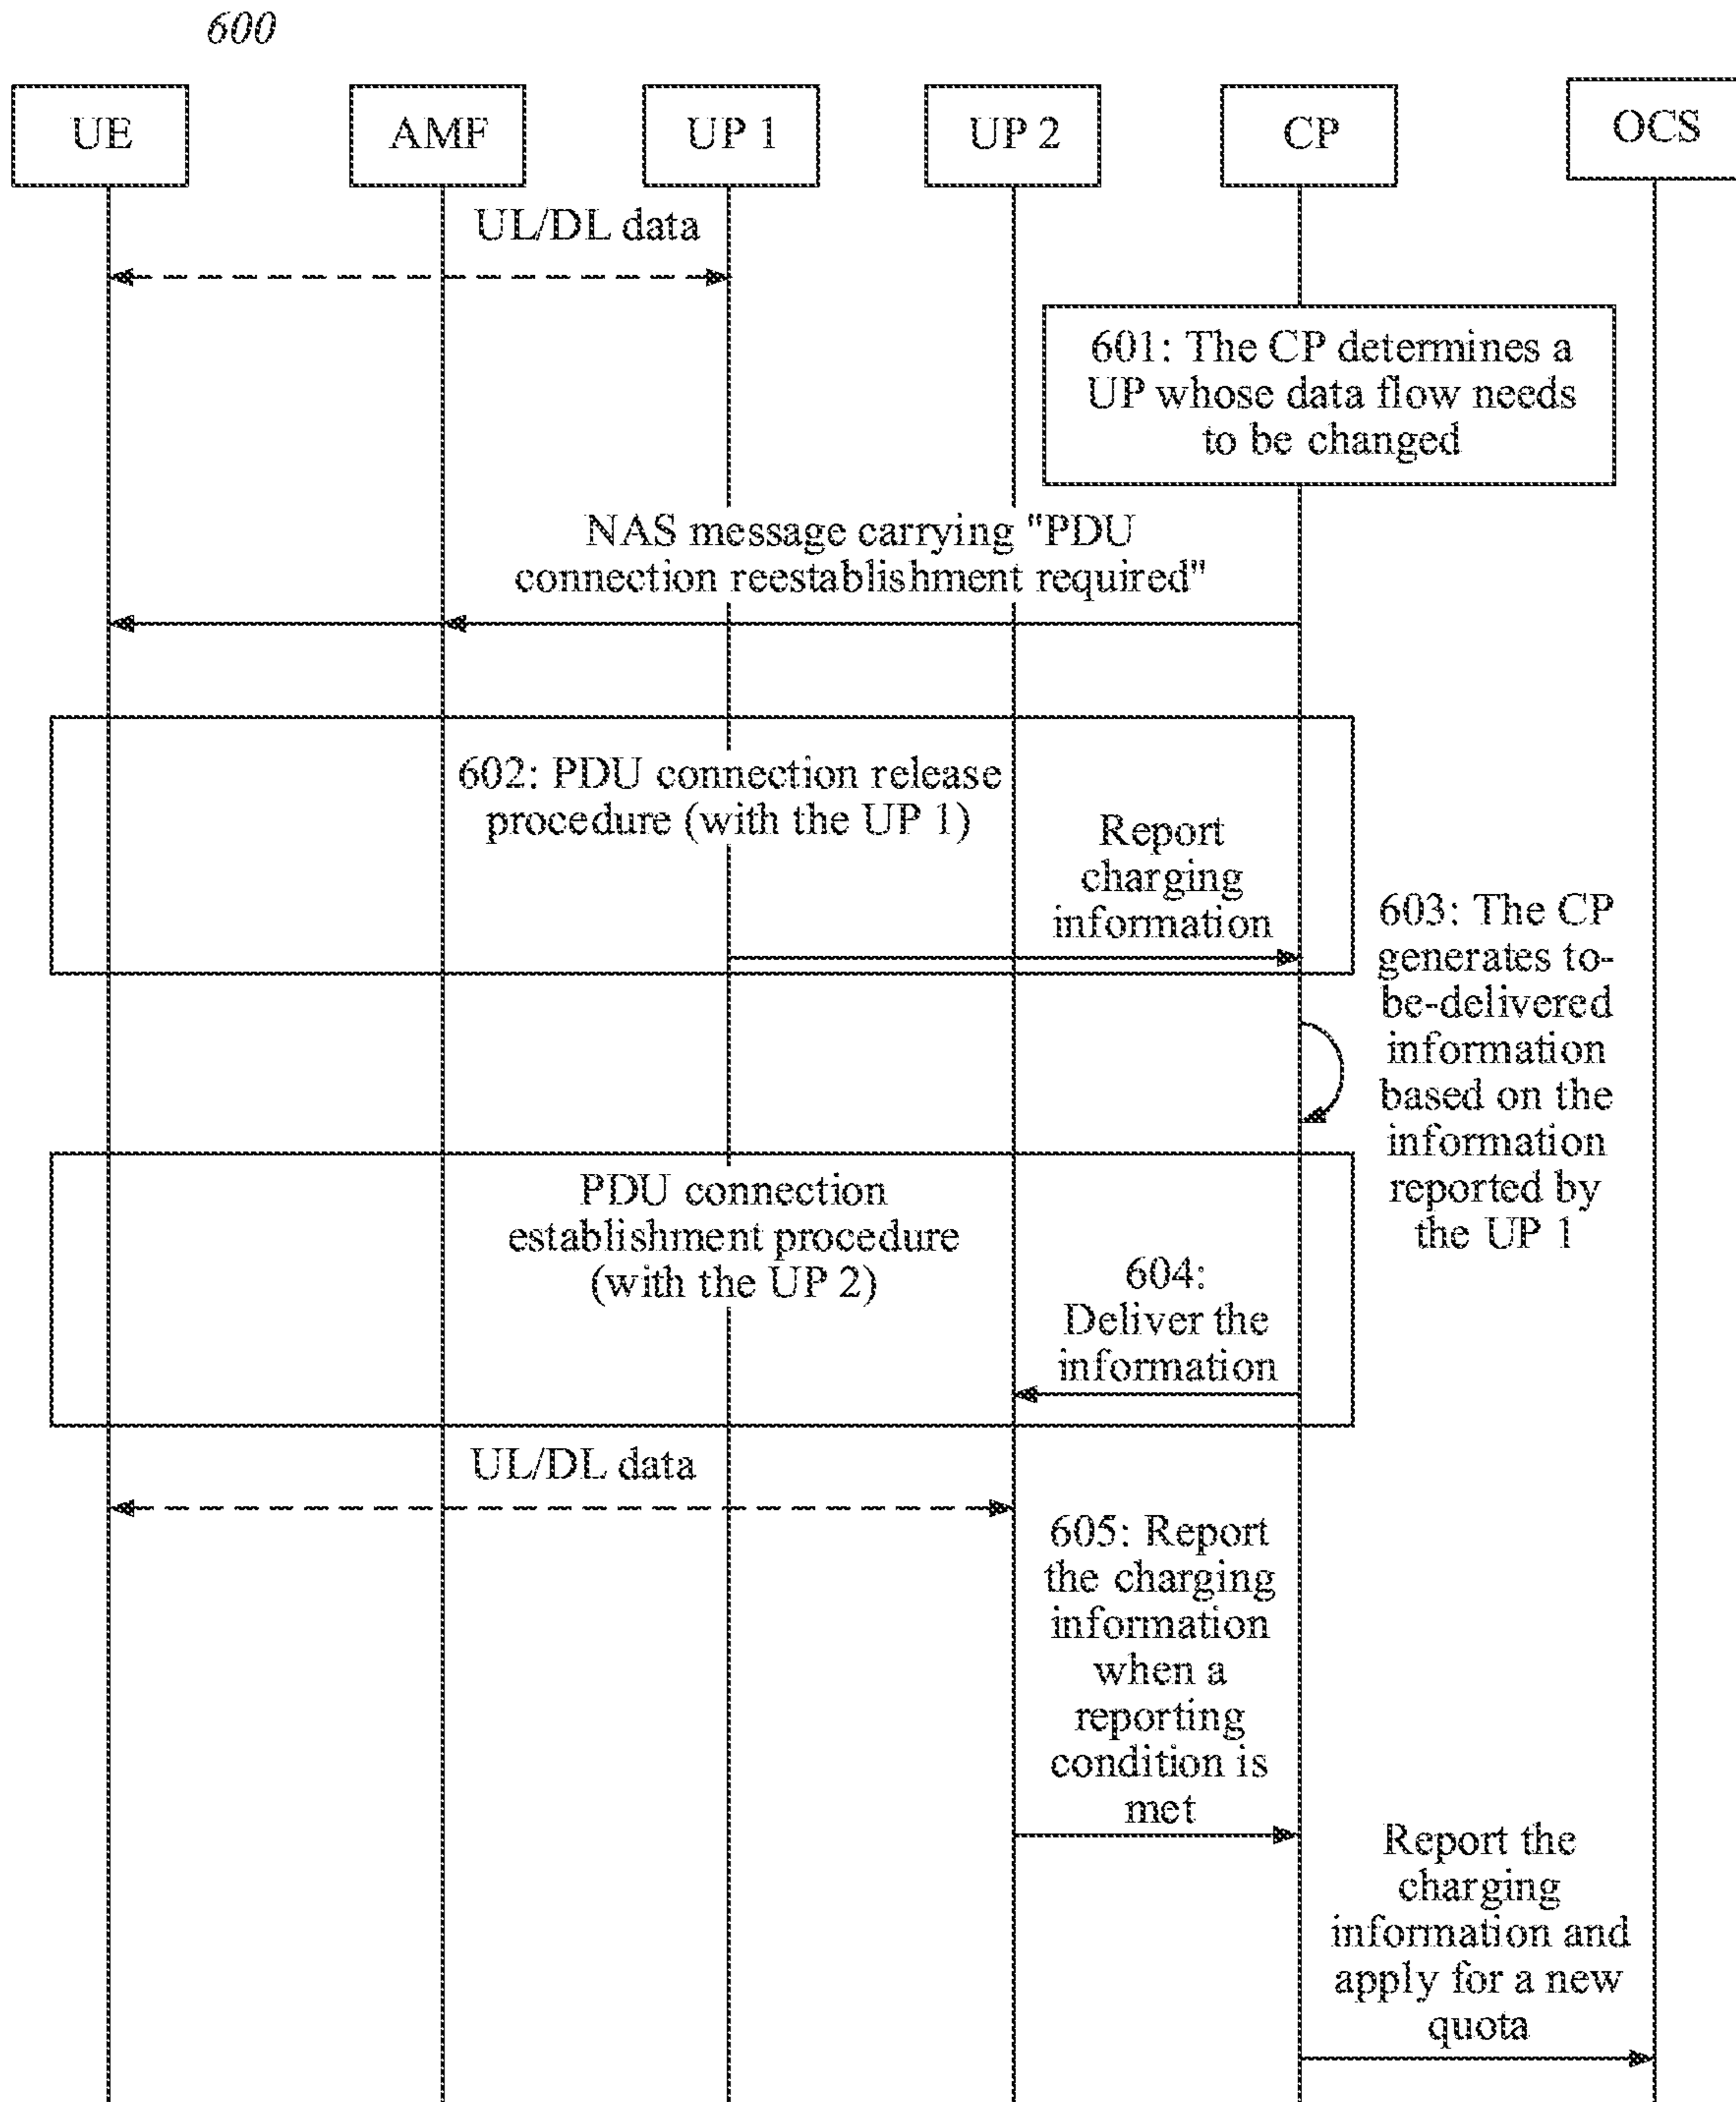 600
UE
AMF
UP 1
UP 2
CP
OCS
UL/DL data
601: The CP determines a
UP whose data flow needs
to be changed
NAS message carrying "PDU
connection reestablishment required"
602: PDU connection release
procedure (with the UP 1)
Report
charging
information
603: The CP
generates to-
be-delivered
information
based on the
information
reported by
the UP 1
PDU connection
establishment procedure
(with the UP 2)
604:
Deliver the
information
UL/DL data
605: Report
the charging
information
when a
reporting
condition is
met
Report the
charging
information and
apply for a new
quota